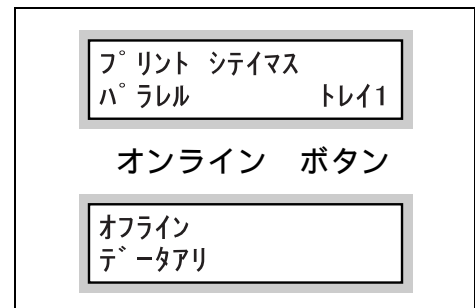 プリント シテイマス
パラレル トレイ1
オンライン ボタン
オフライン
データアリ